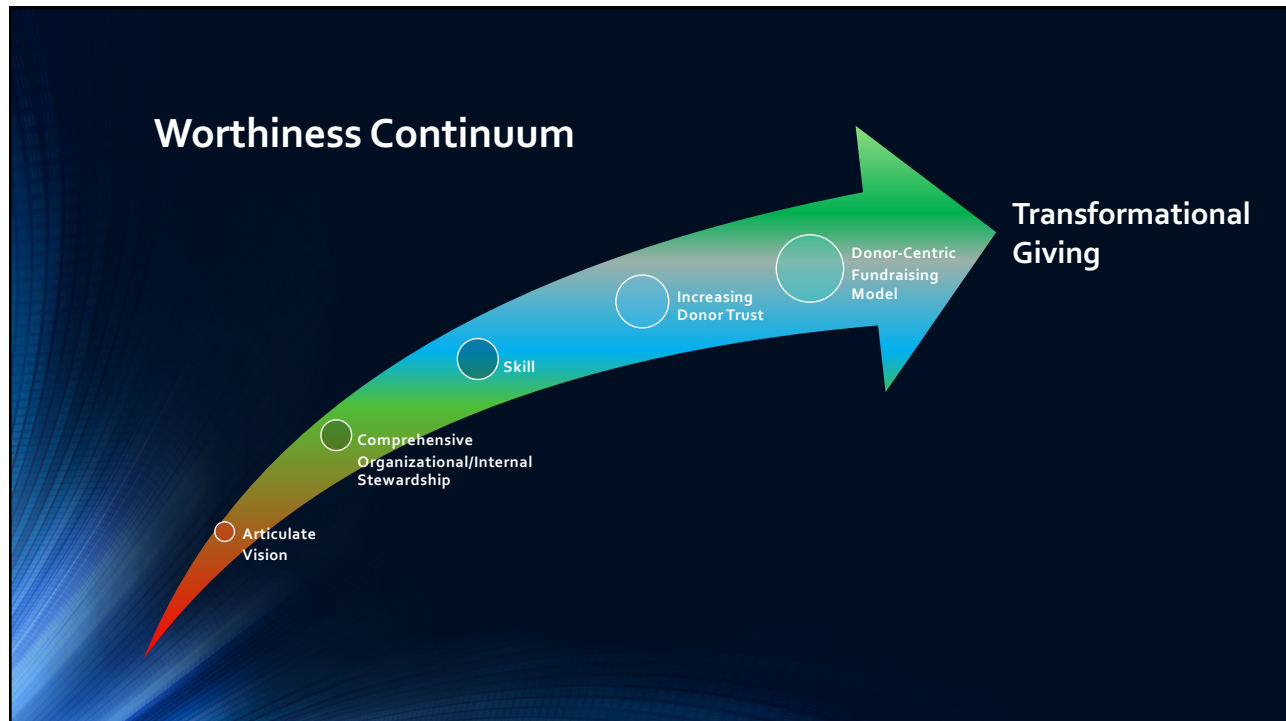 Worthiness Continuum
Transformational
Giving
Donor-Centric
Fundraising
Model
Increasing
Donor Trust
Skill
Comprehensive
Organizational/Internal
Stewardship
Articulate
Vision